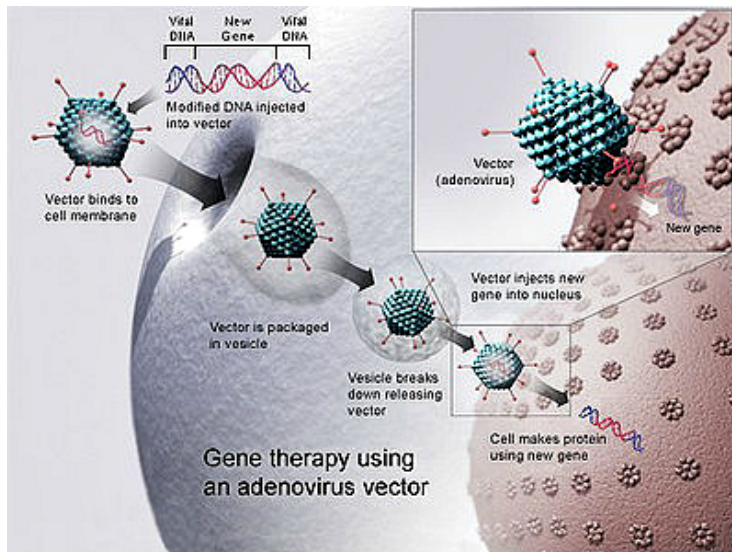 Viral New Viral
DNA Gene DNA
Modified DNA injected
into vector
Vector binds to
cell membrane
Vector
(adenovirus)
New gene
Vector injects new
gene into nucleus
Vector is packaged
in vesicle
Vesicle breaks
down releasing
vector
Cell makes protein
using new gene
Gene therapy using
an adenovirus vector